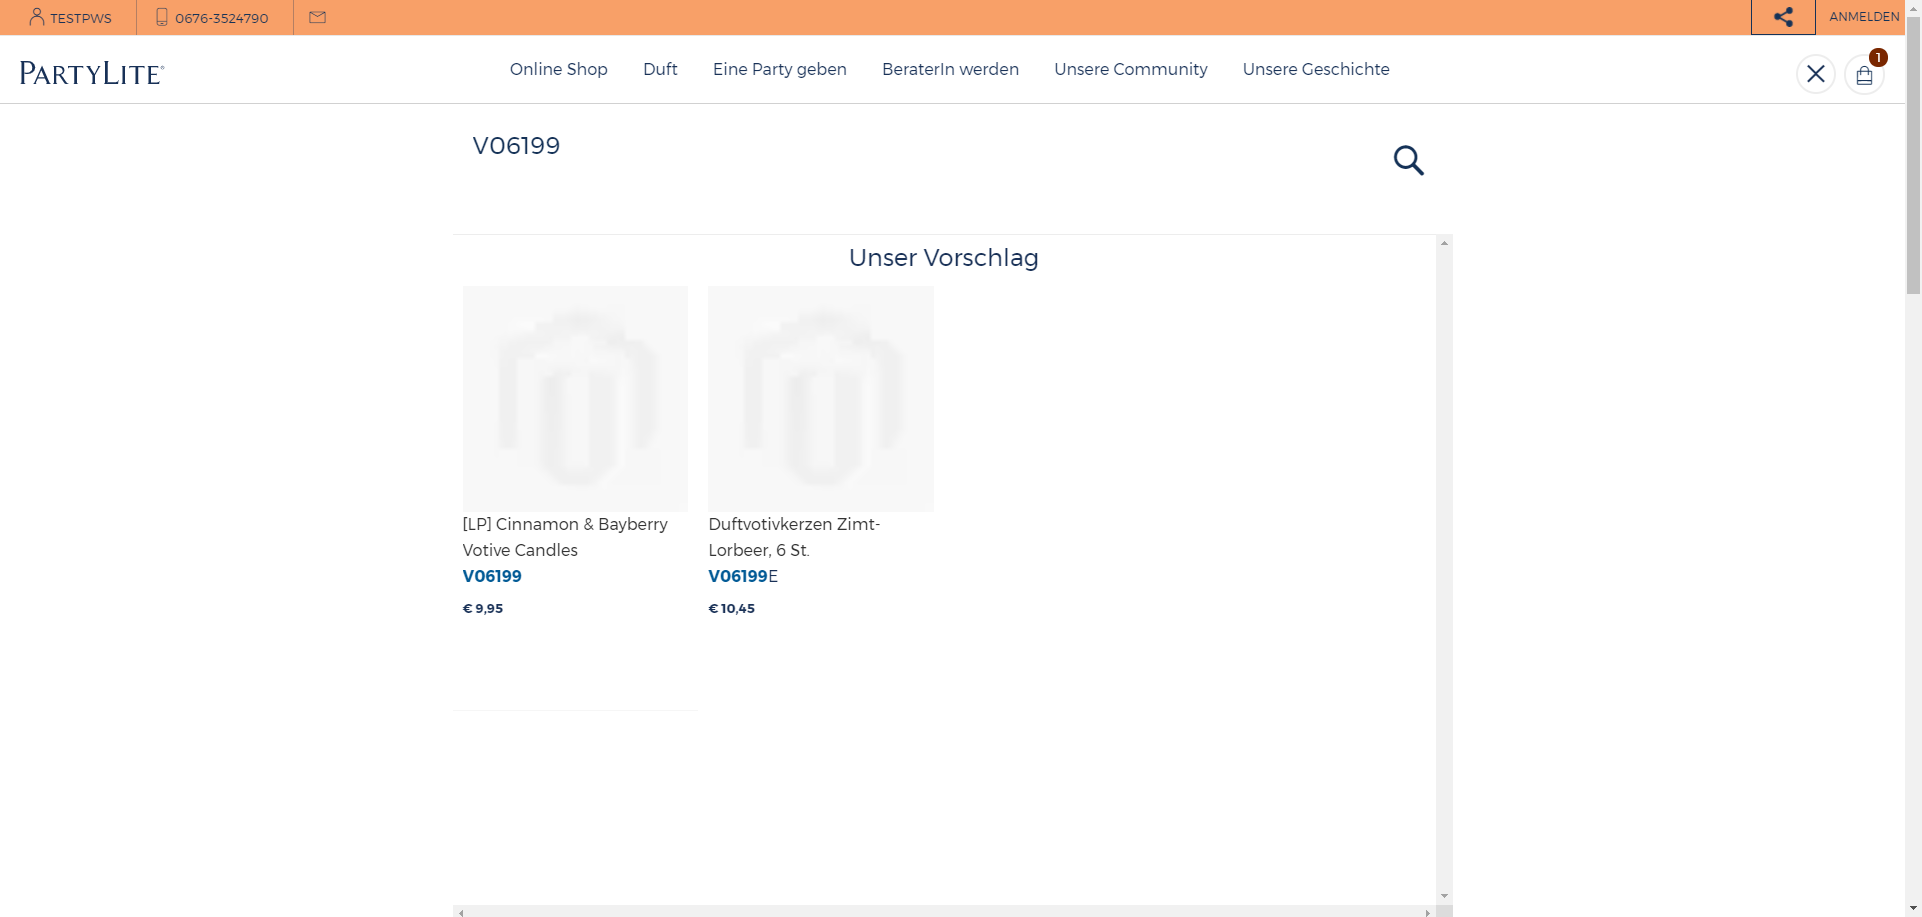 TESTPWS
0676-3524790
ANMELDEN
PARTYLITE®
Online Shop
Duft
Eine Party geben
BeraterIn werden
Unsere Community
Unsere Geschichte
1
V06199
Unser Vorschlag
[LP] Cinnamon & Bayberry
Votive Candles
V06199
€ 9,95
Duftvotivkerzen Zimt-
Lorbeer, 6 St.
V06199E
€ 10,45